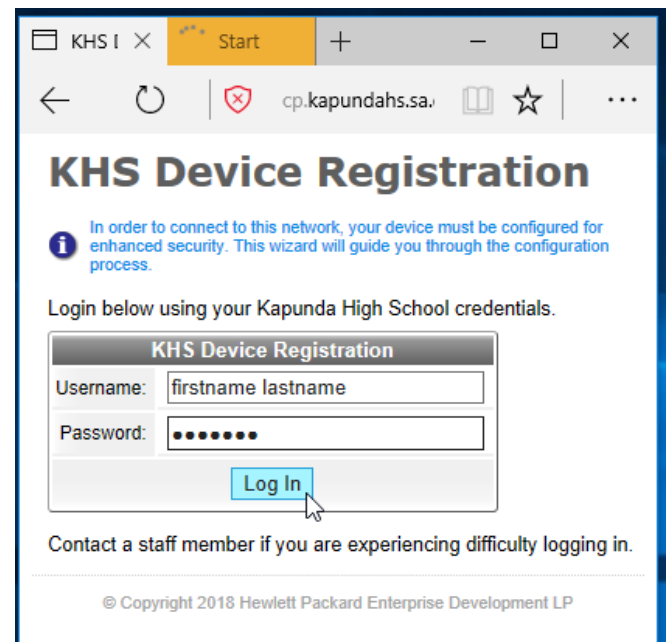 KHS
Start
cp.kapundahs.sa.
KHS Device Registration
In order to connect to this network, your device must be configured for
enhanced security. This wizard will guide you through the configuration
process.
Login below using your Kapunda High School credentials.
KHS Device Registration
Username: firstname lastname
Password: ●●●●●●●
Log In
Contact a staff member if you are experiencing difficulty logging in.
© Copyright 2018 Hewlett Packard Enterprise Development LP